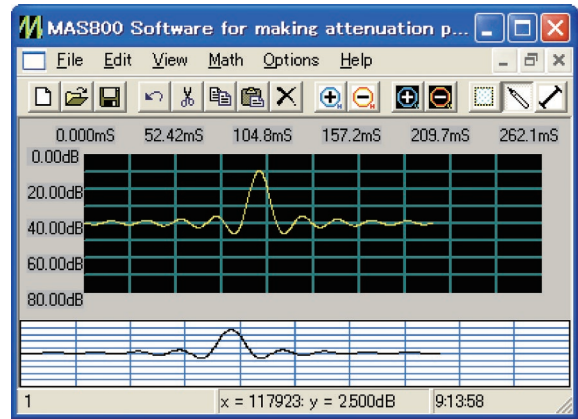 MAS800 Software for making attenuation p...
File Edit View Math Options Help
0.000mS 52.42mS 104.8mS 157.2mS 209.7mS 262.1mS
0.00dB
20.00dB
40.00dB
60.00dB
80.00dB
1 x = 117923: y = 2.500dB 9:13:58